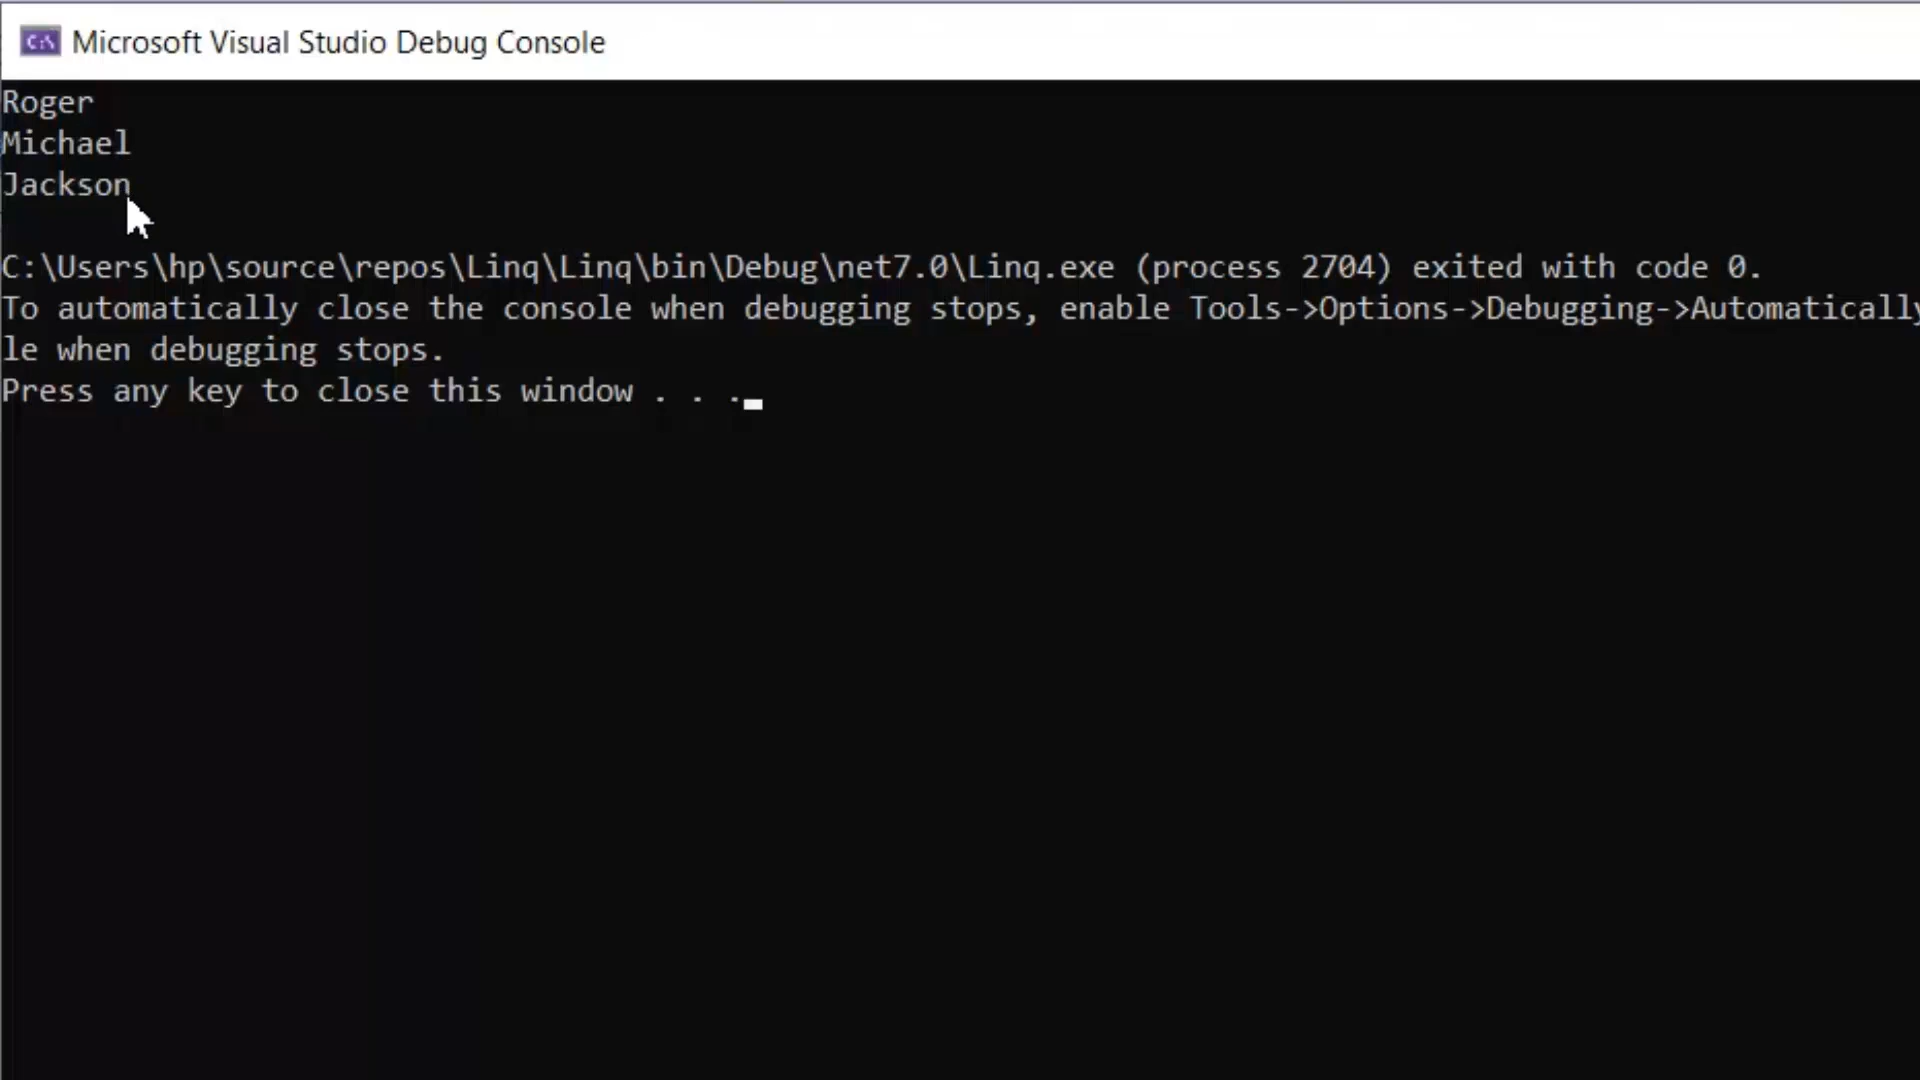 C:\ Microsoft Visual Studio Debug Console
Roger
Michael
Jackson
C:\Users\hp\source\repos\Linq\Linq\bin\Debug\net7.0\Linq.exe (process 2704) exited with code 0.
To automatically close the console when debugging stops, enable Tools->Options->Debugging->Automatically
le when debugging stops.
Press any key to close this window . . .